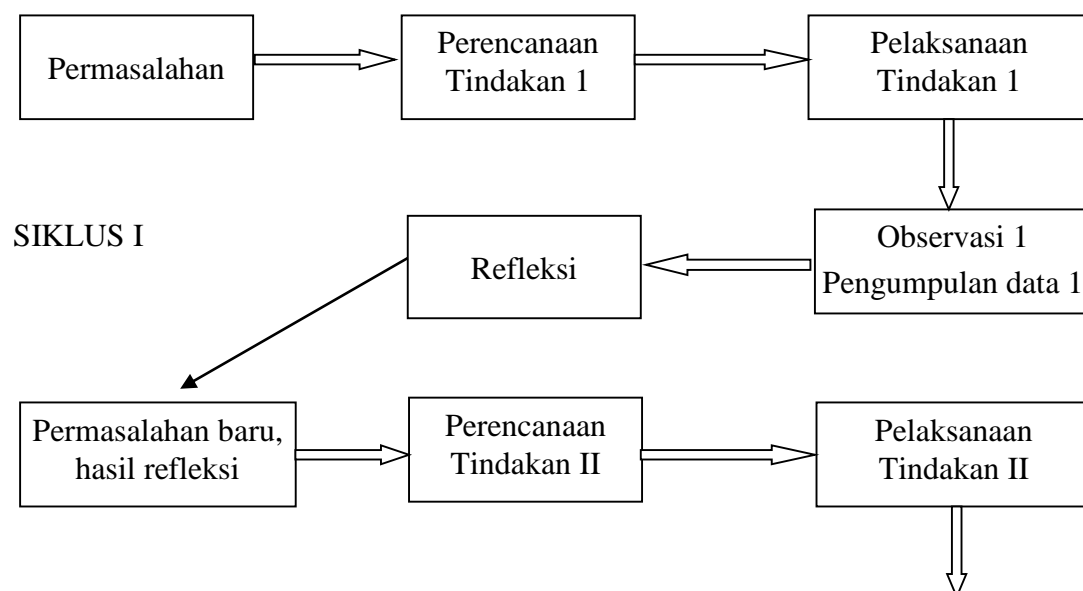 Permasalahan
Perencanaan
Tindakan 1
Pelaksanaan
Tindakan 1
SIKLUS I
Refleksi
Observasi 1
Pengumpulan data 1
Permasalahan baru,
hasil refleksi
Perencanaan
Tindakan II
Pelaksanaan
Tindakan II